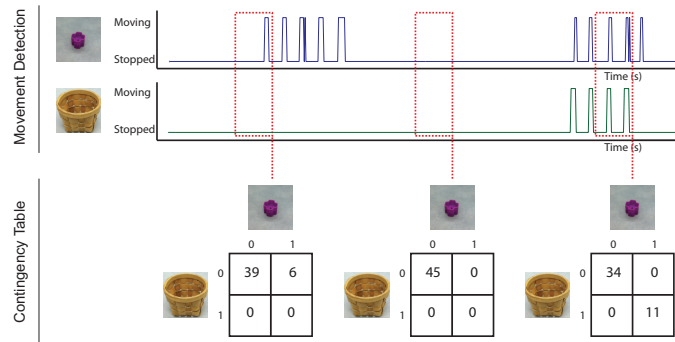 Movement Detection
Moving
Stopped
Time (s)
Moving
Stopped
Time (s)
Contingency Table
0 1
0 39 6
1 0 0
0 1
0 45 0
1 0 0
0 1
0 34 0
1 0 11